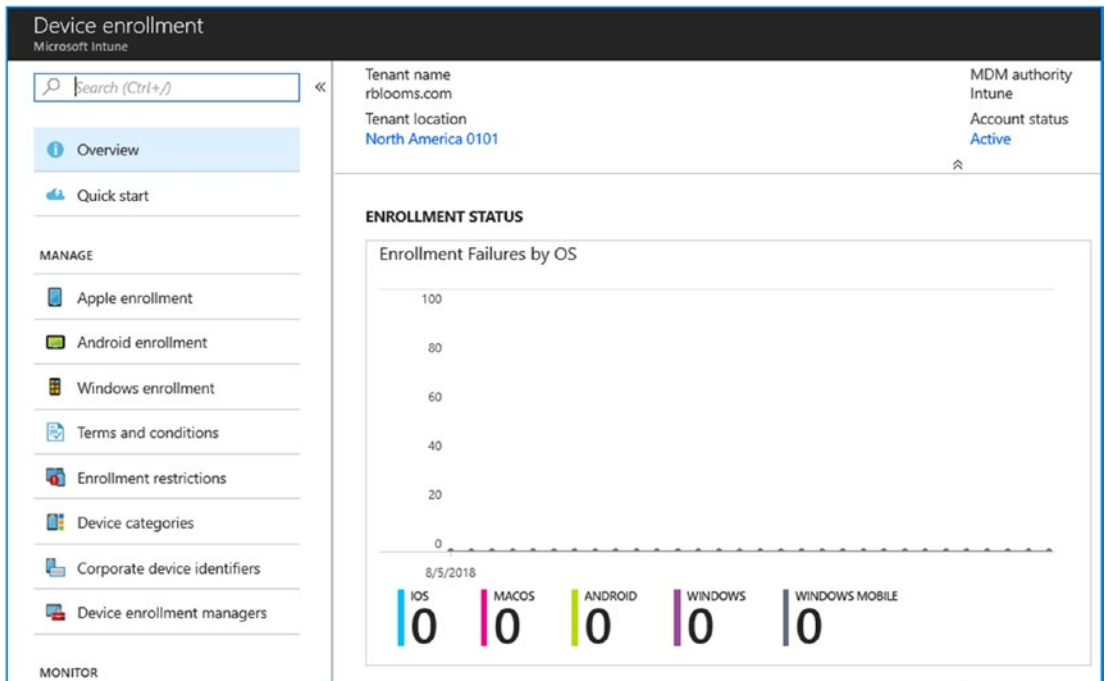 Device enrollment
Microsoft Intune
Search (Ctrl+/)
«
Overview
Quick start
MANAGE
Apple enrollment
Android enrollment
Windows enrollment
Terms and conditions
Enrollment restrictions
Device categories
Corporate device identifiers
Device enrollment managers
MONITOR
Tenant name
rblooms.com
Tenant location
North America 0101
MDM authority
Intune
Account status
Active
ENROLLMENT STATUS
Enrollment Failures by OS
100
80
60
40
20
0
8/5/2018
IOS
0
MACOS
0
ANDROID
0
WINDOWS
0
WINDOWS MOBILE
0